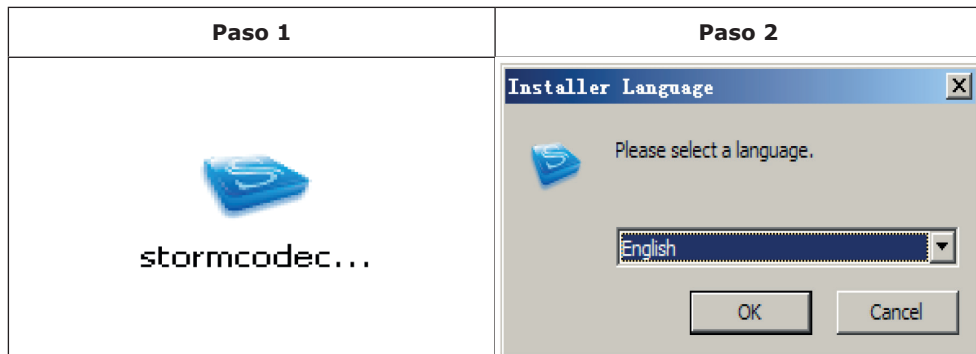 Paso 1
Paso 2
stormcodec...
Installer Language
Please select a language.
English
OK
Cancel